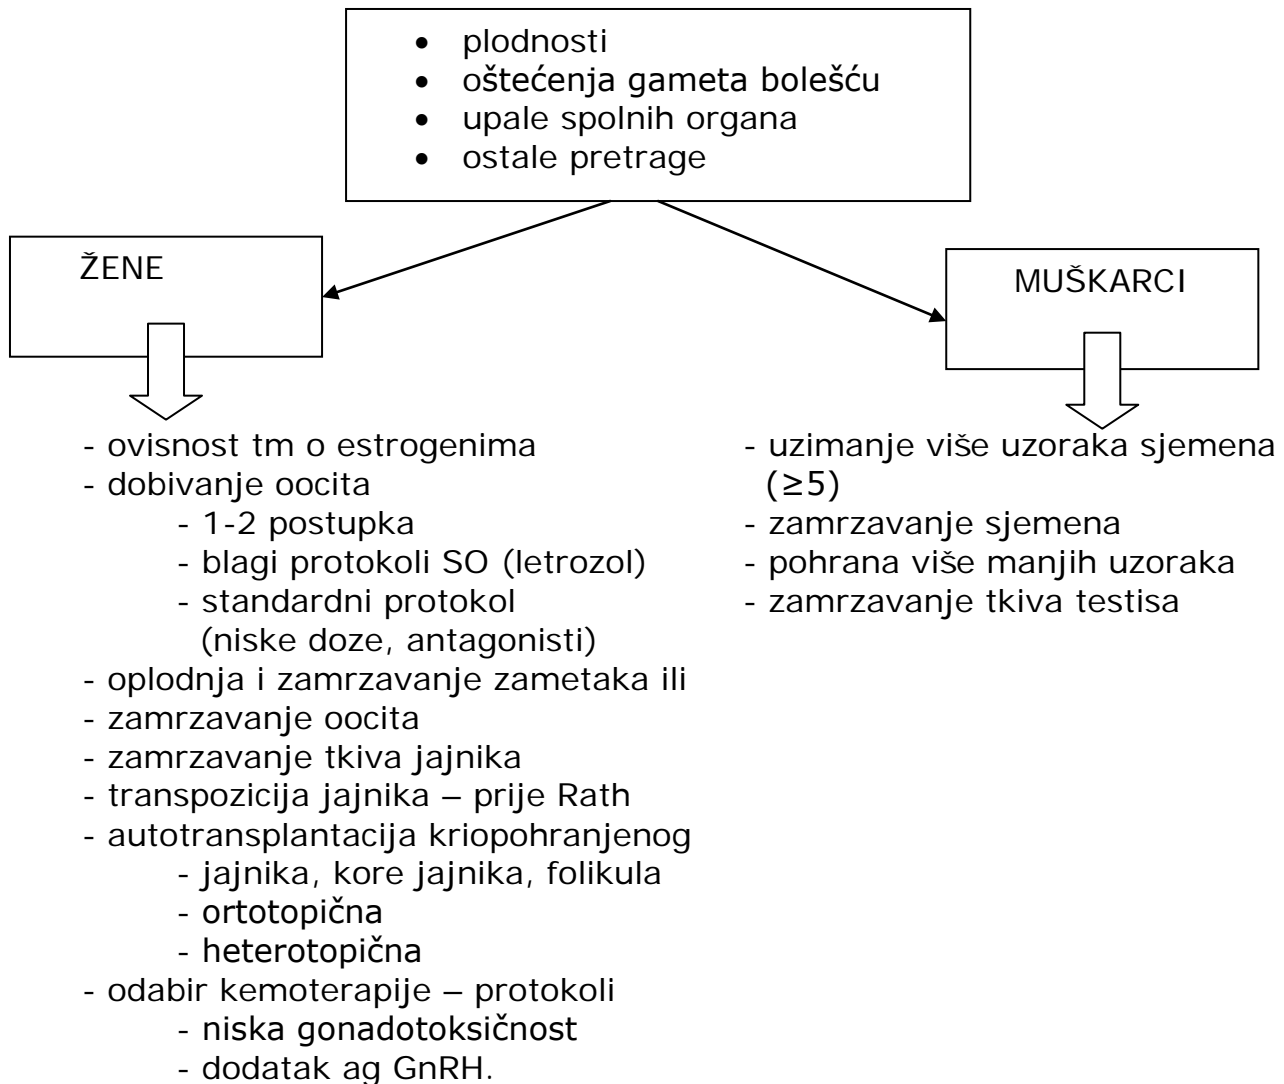 • plodnosti
• oštećenja gameta bolešću
• upale spolnih organa
• ostale pretrage
ŽENE
- ovisnost tm o estrogenima
- dobivanje oocita
- 1-2 postupka
- blagi protokoli SO (letrozol)
- standardni protokol
(niske doze, antagonisti)
- oplodnja i zamrzavanje zametaka ili
- zamrzavanje oocita
- zamrzavanje tkiva jajnika
- transpozicija jajnika – prije Rath
- autotransplantacija kriopohranjenog
- jajnika, kore jajnika, folikula
- ortotopična
- heterotopična
- odabir kemoterapije – protokoli
- niska gonadotoksičnost
- dodatak ag GnRH.
MUŠKARCI
- uzimanje više uzoraka sjemena
(≥5)
- zamrzavanje sjemena
- pohrana više manjih uzoraka
- zamrzavanje tkiva testisa